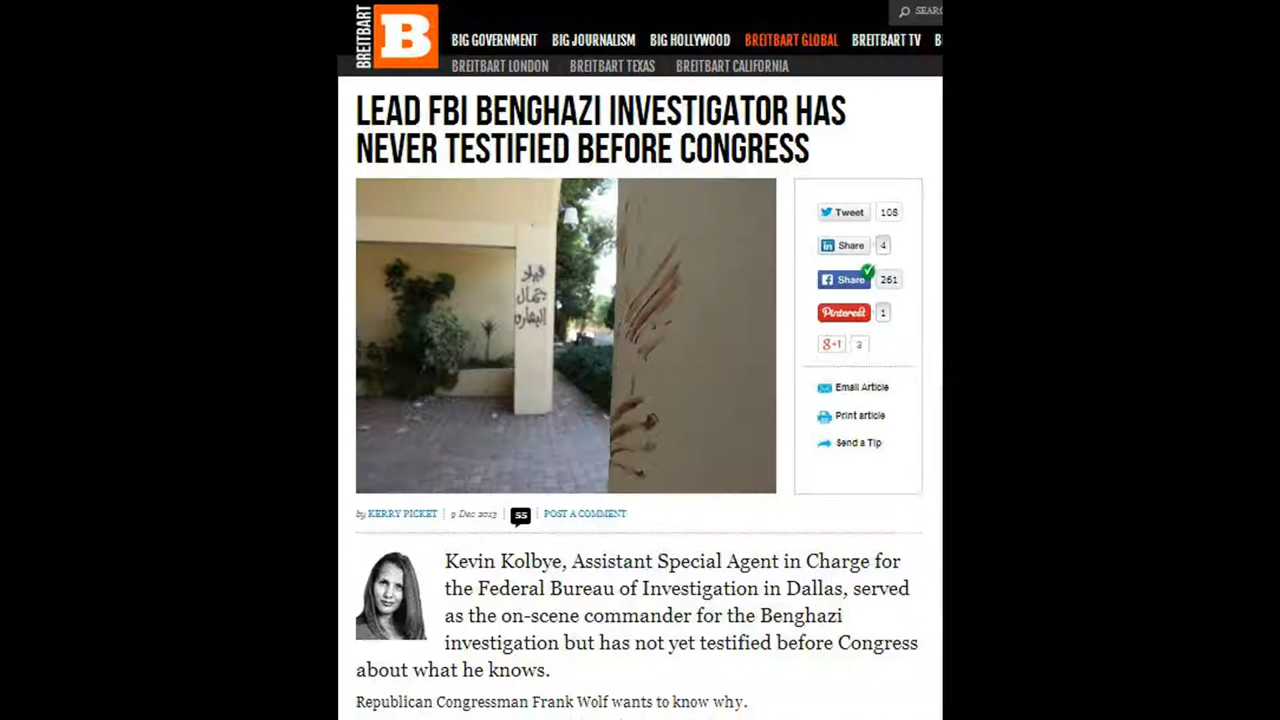 BREITBART
B
SEARC
BIG GOVERNMENT BIG JOURNALISM BIG HOLLYWOOD BREITBART GLOBAL BREITBART TV B
BREITBART LONDON BREITBART TEXAS BREITBART CALIFORNIA
LEAD FBI BENGHAZI INVESTIGATOR HAS
NEVER TESTIFIED BEFORE CONGRESS
Tweet 108
in Share 4
f Share 261
Pinterest 1
g+1 3
Email Article
Print article
Send a Tip
by KERRY PICKET | 9 Dec 2013 | 55 | POST A COMMENT
Kevin Kolbye, Assistant Special Agent in Charge for
the Federal Bureau of Investigation in Dallas, served
as the on-scene commander for the Benghazi
investigation but has not yet testified before Congress
about what he knows.
Republican Congressman Frank Wolf wants to know why.